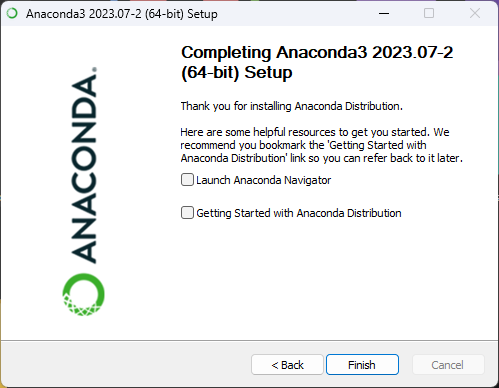 Anaconda3 2023.07-2 (64-bit) Setup
ANACONDA.
Completing Anaconda3 2023.07-2
(64-bit) Setup
Thank you for installing Anaconda Distribution.
Here are some helpful resources to get you started. We
recommend you bookmark the 'Getting Started with
Anaconda Distribution' link so you can refer back to it later.
Launch Anaconda Navigator
Getting Started with Anaconda Distribution
< Back
Finish
Cancel